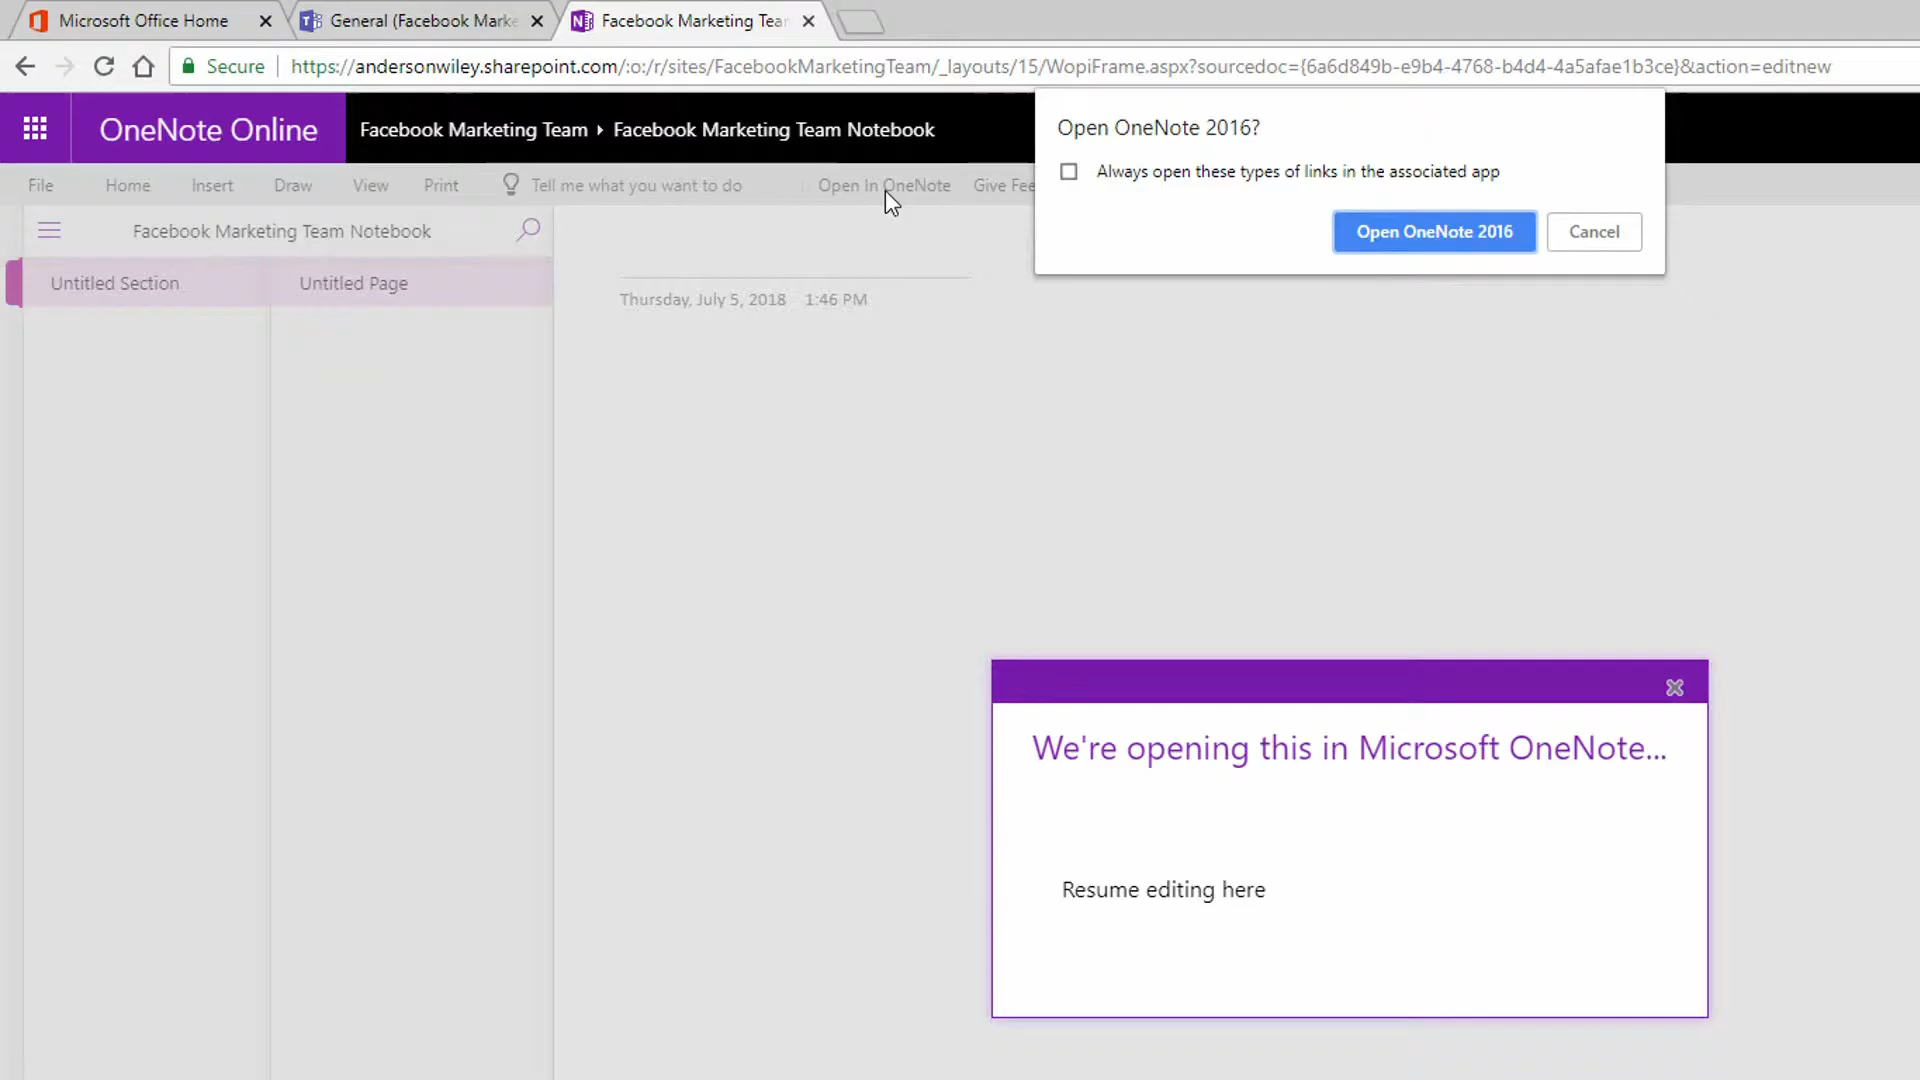 Microsoft Office Home
General (Facebook Marke
Facebook Marketing Tea
Secure
https://andersonwiley.sharepoint.com/:o:/r/sites/FacebookMarketingTeam/_layouts/15/WopiFrame.aspx?sourcedoc={6a6d849b-e9b4-4768-b4d4-4a5afae1b3ce}&action=editnew
OneNote Online
Facebook Marketing Team
Facebook Marketing Team Notebook
Open OneNote 2016?
Always open these types of links in the associated app
Open OneNote 2016
Cancel
File Home Insert Draw View Print Tell me what you want to do Open In OneNote Give Fee
Facebook Marketing Team Notebook
Untitled Section
Untitled Page
Thursday, July 5, 2018 1:46 PM
We're opening this in Microsoft OneNote...
Resume editing here